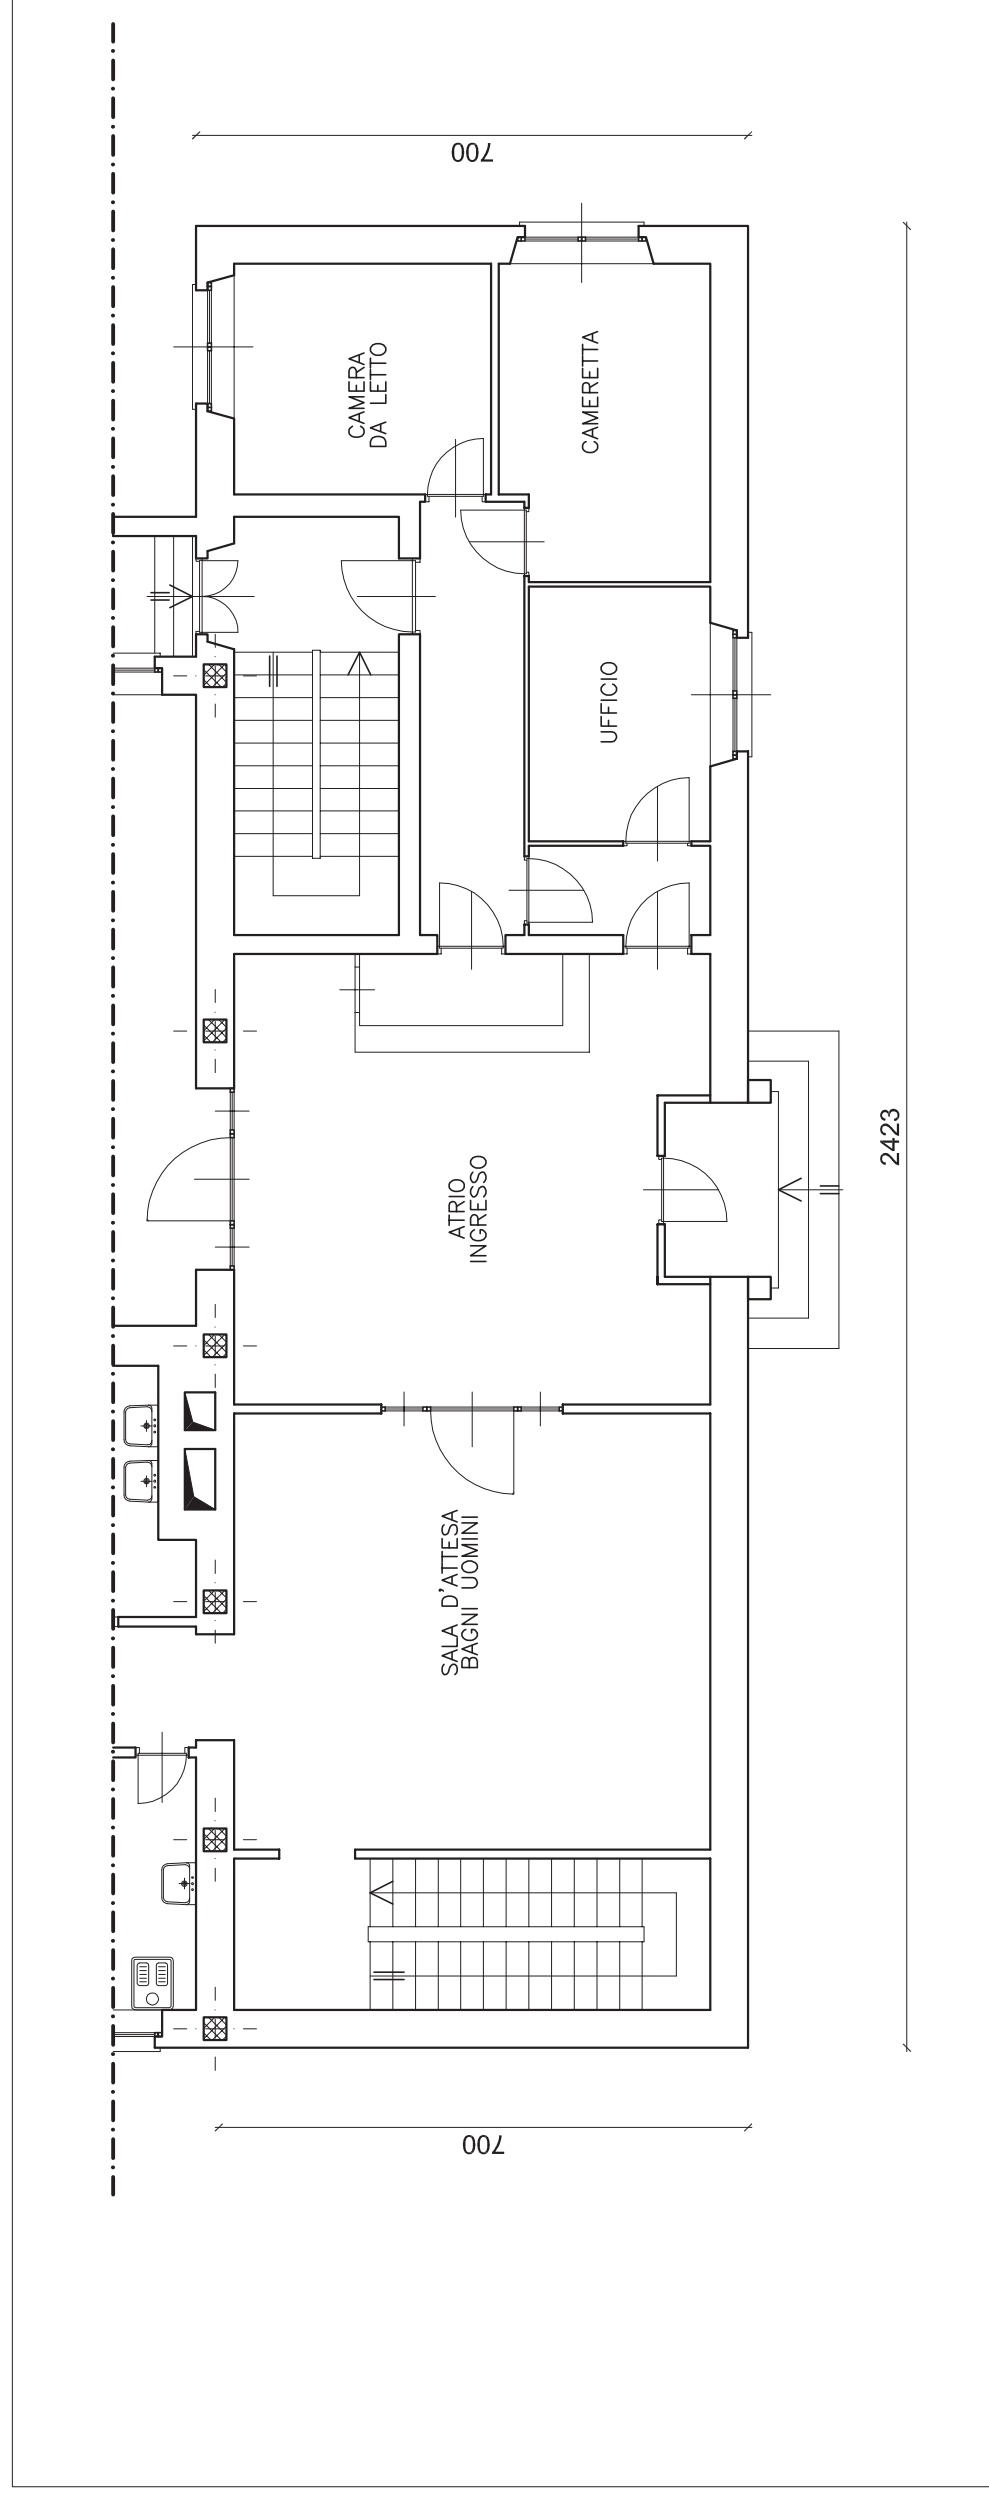 700
CAMERA
DA LETTO
CAMERETTA
UFFICIO
2423
ATRIO
INGRESSO
SALA D'ATTESA
BAGNI UOMINI
700